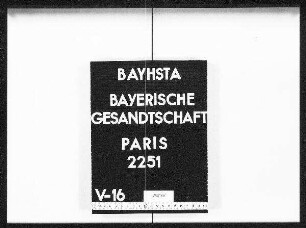 BAYHSTA
BAYERISCHE
GESANDTSCHAFT
PARIS
2251
V-16